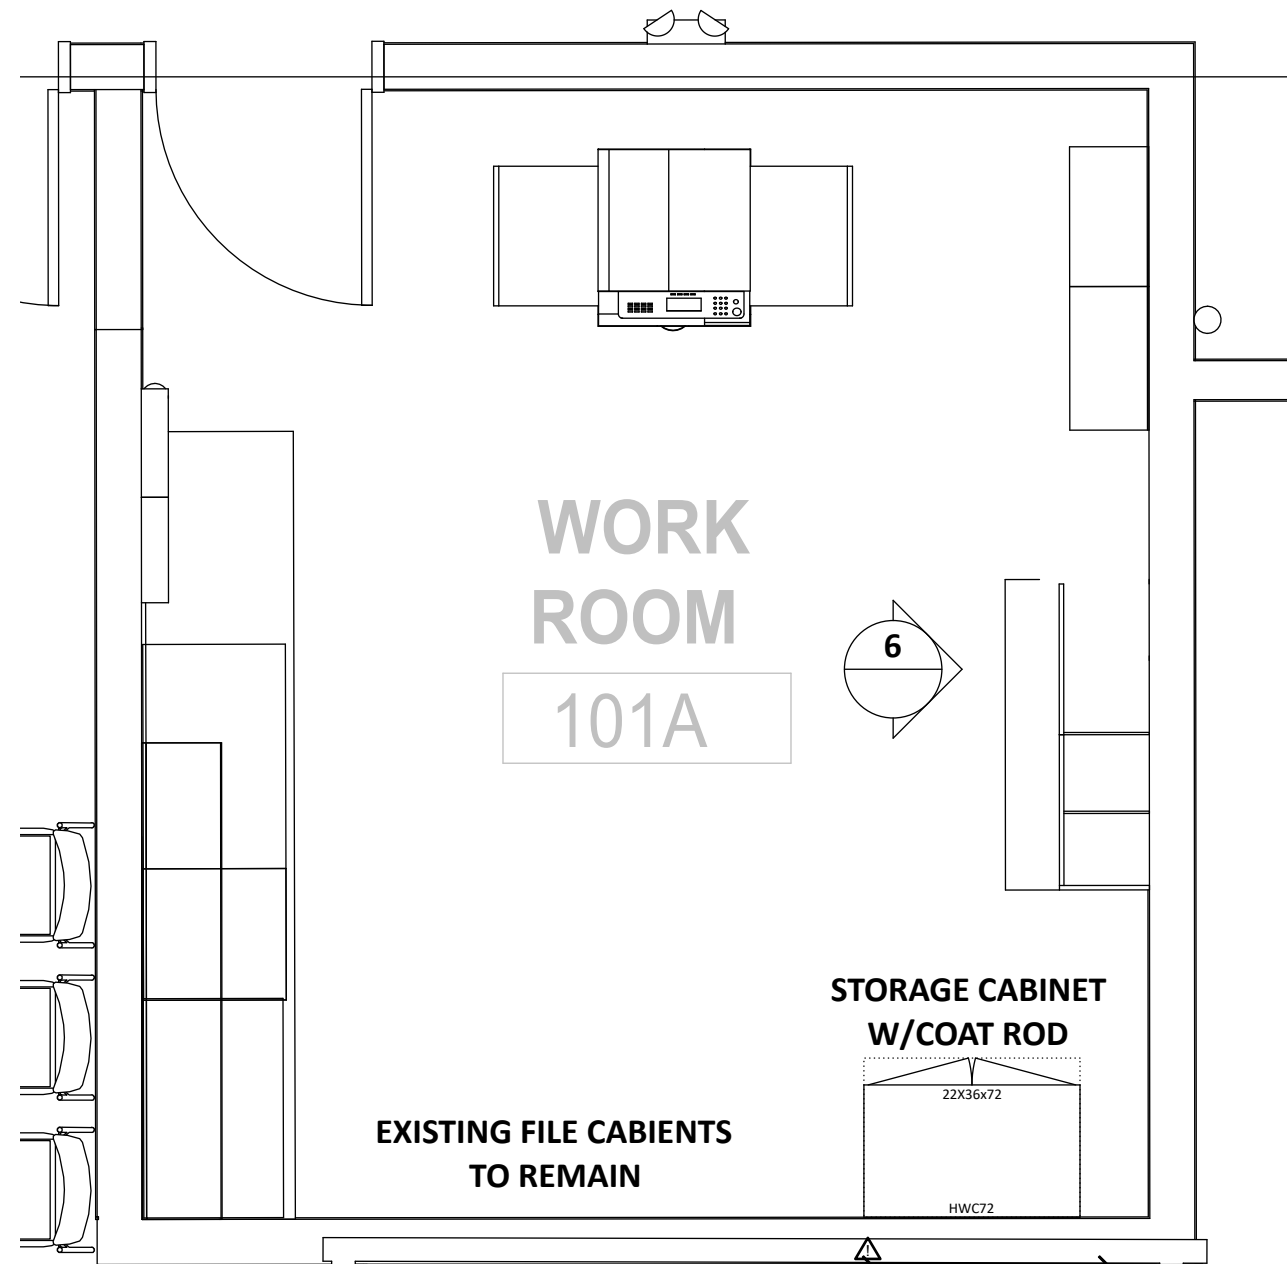 WORK
ROOM
101A
6
STORAGE CABINET
W/COAT ROD
22X36x72
EXISTING FILE CABIENTS
TO REMAIN
HWC72
!